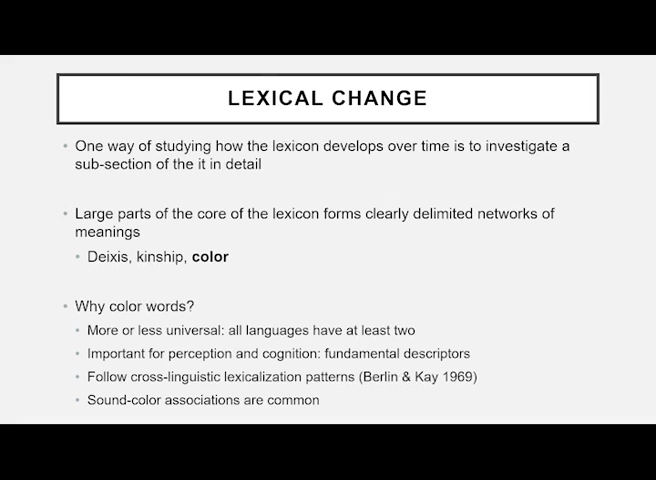 LEXICAL CHANGE
• One way of studying how the lexicon develops over time is to investigate a
sub-section of the it in detail
• Large parts of the core of the lexicon forms clearly delimited networks of
meanings
• Deixis, kinship, color
• Why color words?
• More or less universal: all languages have at least two
• Important for perception and cognition: fundamental descriptors
• Follow cross-linguistic lexicalization patterns (Berlin & Kay 1969)
• Sound-color associations are common